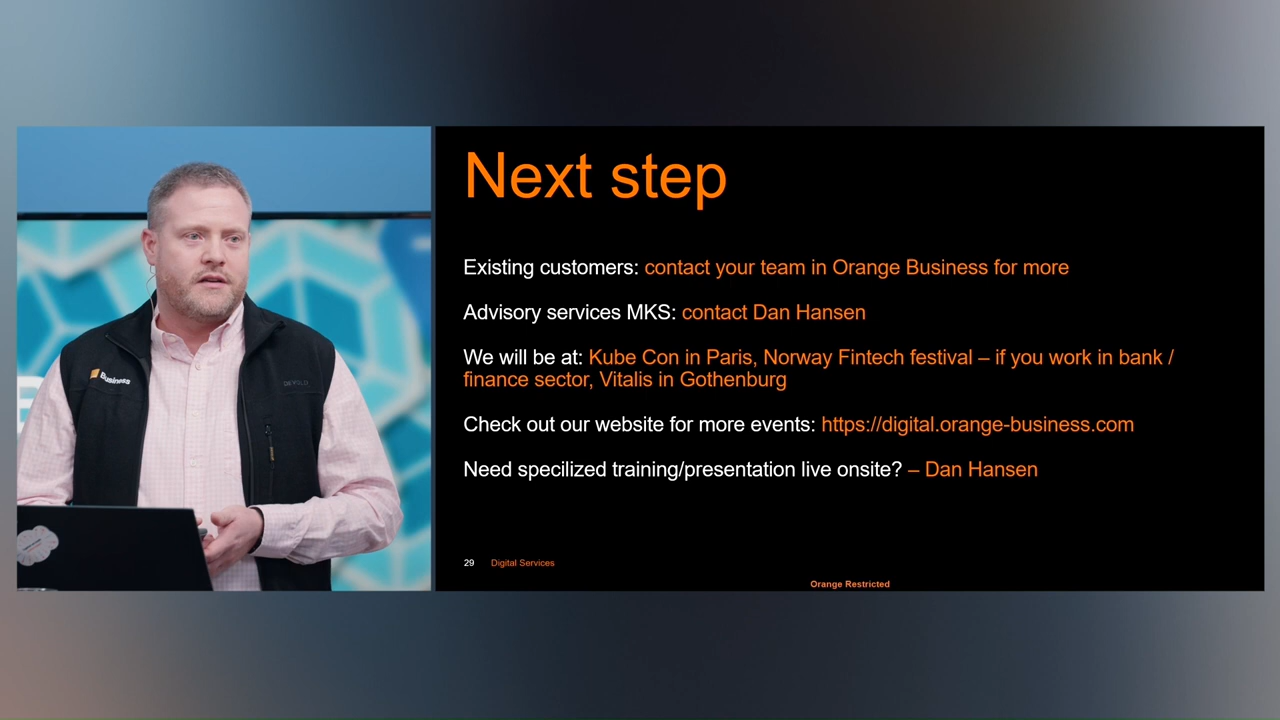 Next step
Existing customers: contact your team in Orange Business for more
Advisory services MKS: contact Dan Hansen
We will be at: Kube Con in Paris, Norway Fintech festival – if you work in bank /
finance sector, Vitalis in Gothenburg
Check out our website for more events: https://digital.orange-business.com
Need specilized training/presentation live onsite? – Dan Hansen
29 Digital Services
Orange Restricted
Business
DEVOLD